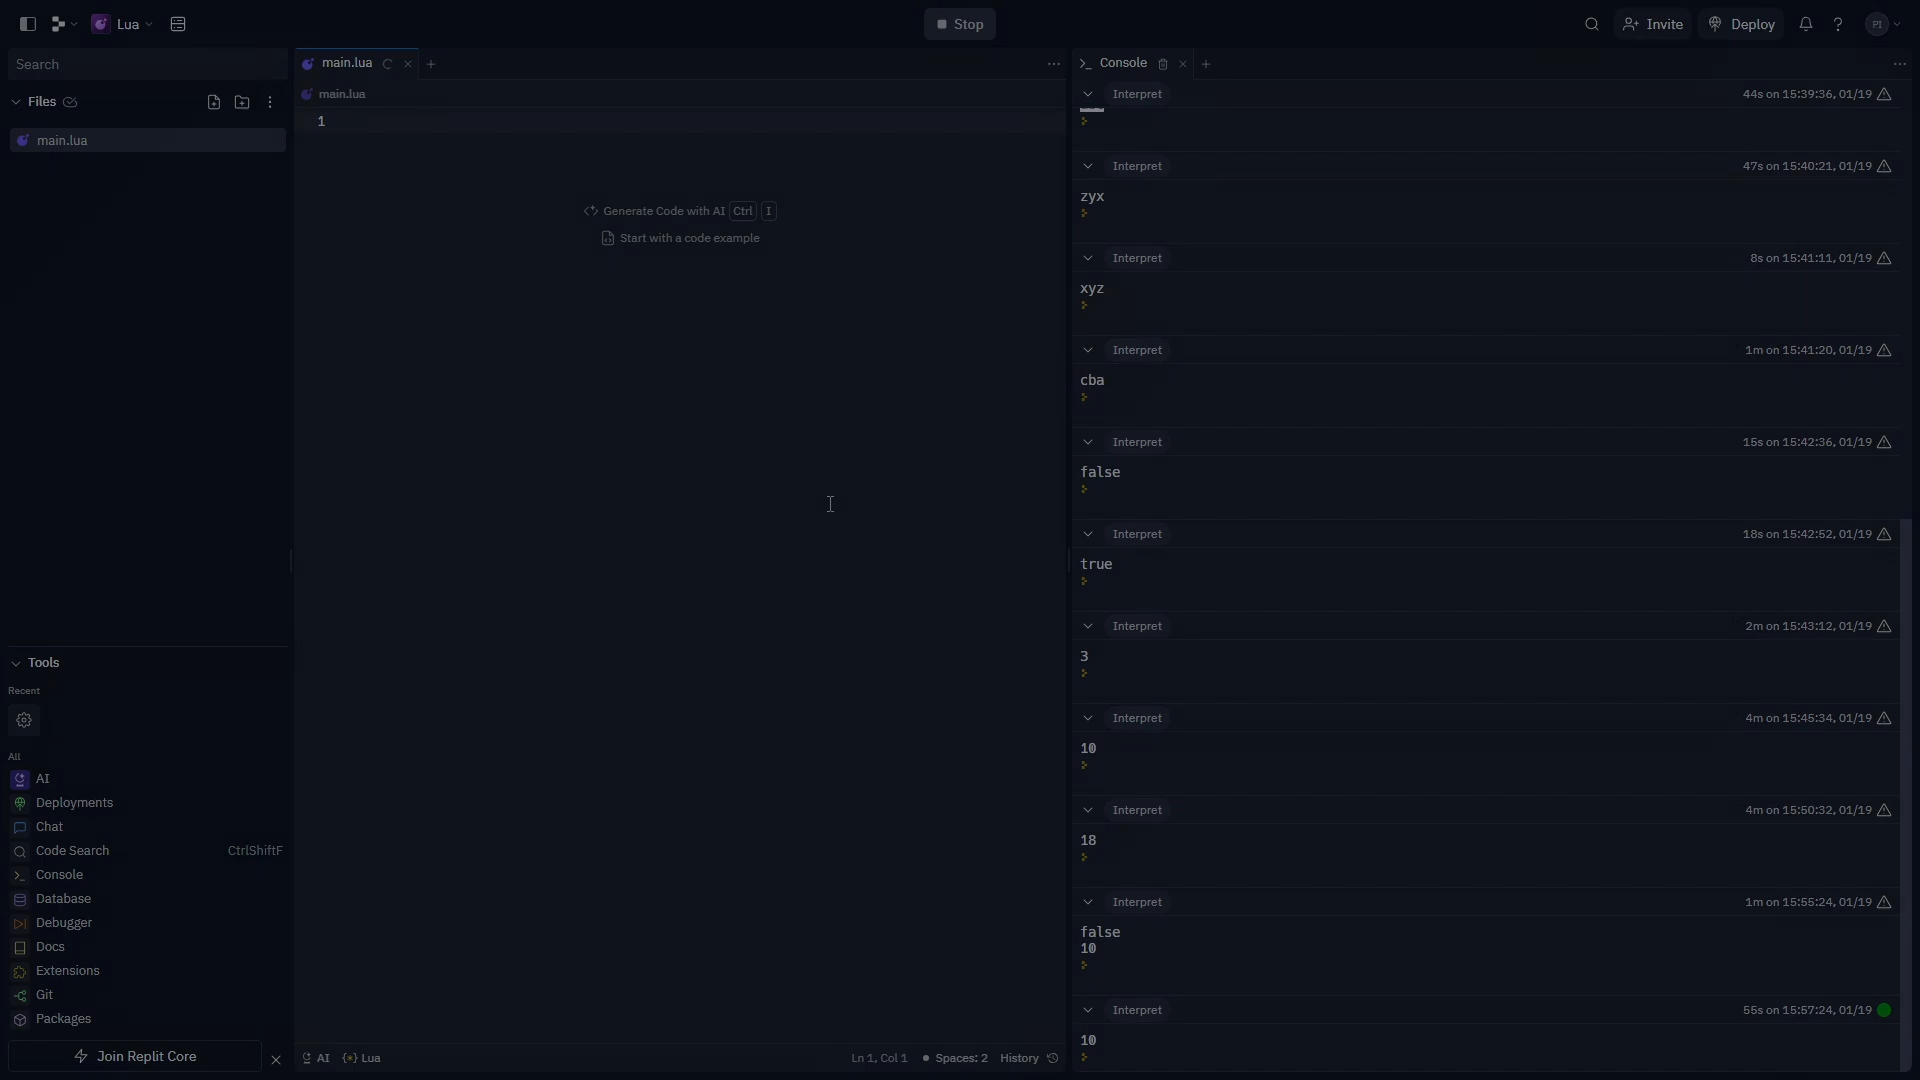 Lua
Stop
Invite
Deploy
PI
Search
Files
main.lua
main.lua
main.lua
1
Generate Code with AI Ctrl I
Start with a code example
Console
Interpret 44s on 15:39:36, 01/19
Interpret 47s on 15:40:21, 01/19
zyx
Interpret 8s on 15:41:11, 01/19
xyz
Interpret 1m on 15:41:20, 01/19
cba
Interpret 15s on 15:42:36, 01/19
false
Interpret 18s on 15:42:52, 01/19
true
Interpret 2m on 15:43:12, 01/19
3
Interpret 4m on 15:45:34, 01/19
10
Interpret 4m on 15:50:32, 01/19
18
Interpret 1m on 15:55:24, 01/19
false
10
Interpret 55s on 15:57:24, 01/19
10
Tools
Recent
All
AI
Deployments
Chat
Code Search CtrlShiftF
Console
Database
Debugger
Docs
Extensions
Git
Packages
Join Replit Core
AI Lua
Ln 1, Col 1 Spaces: 2 History